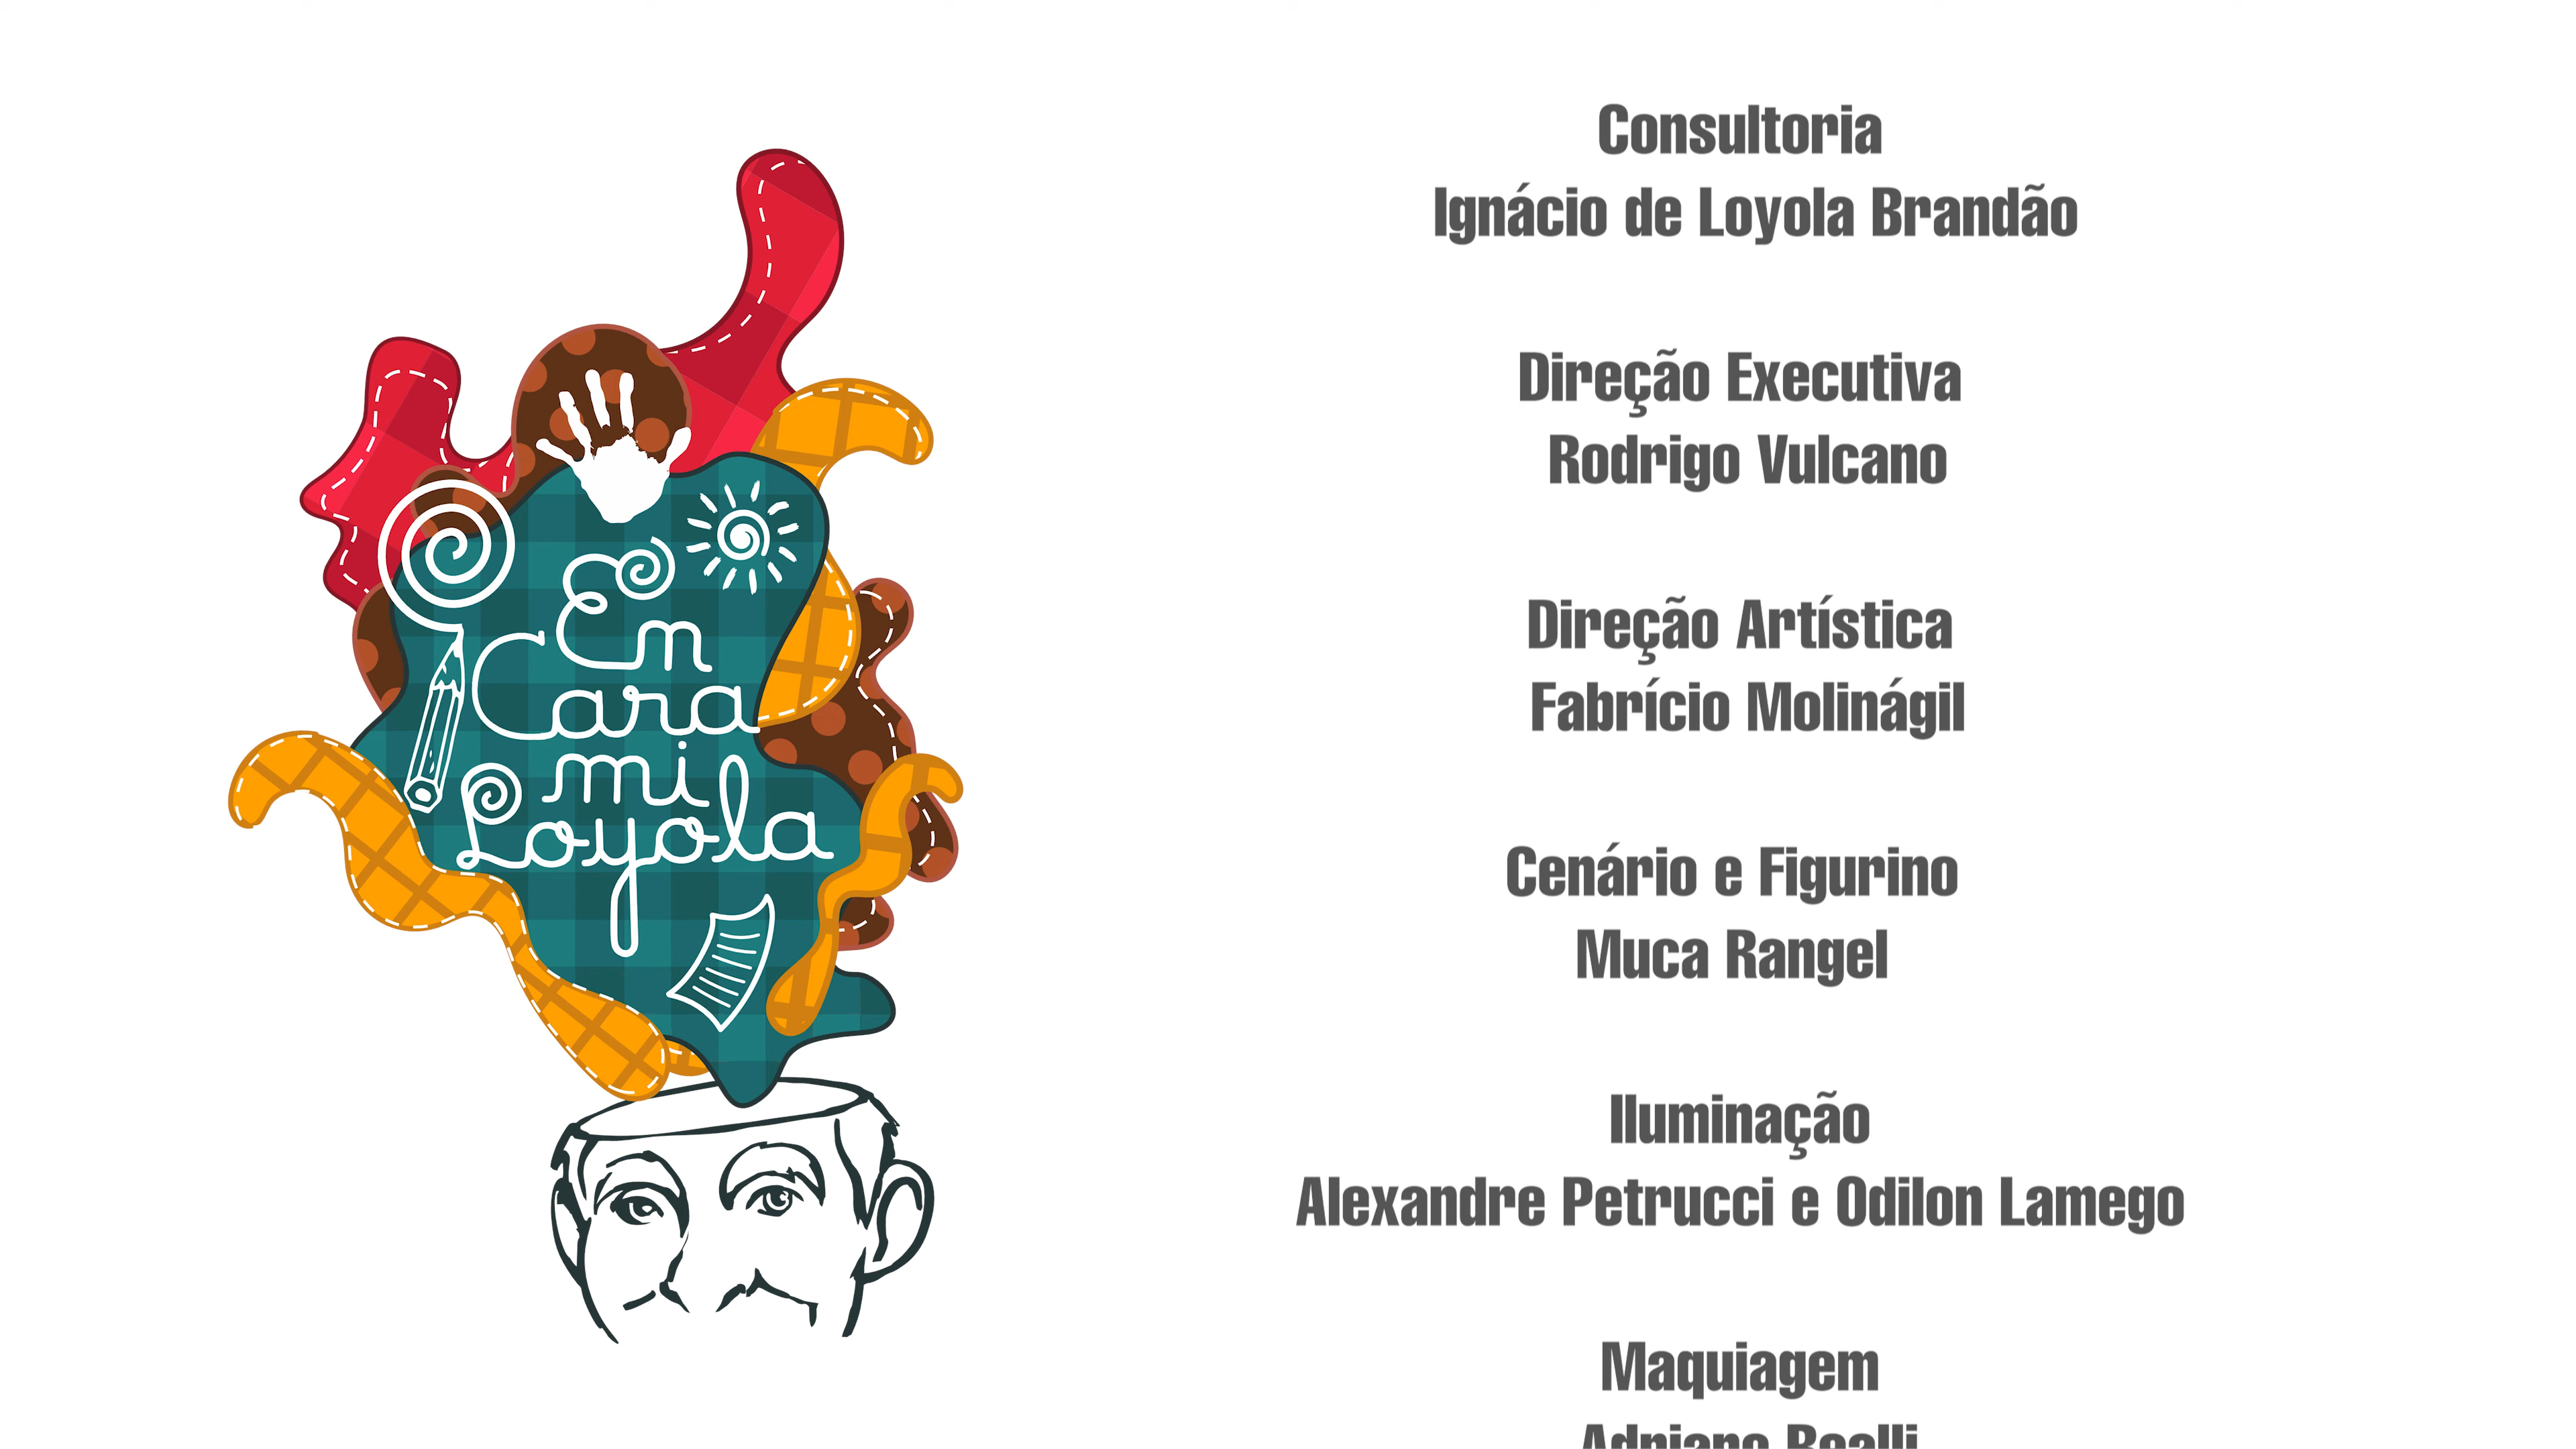 En
Cara
mi
Loyola
Consultoria
Ignácio de Loyola Brandão
Direção Executiva
Rodrigo Vulcano
Direção Artística
Fabrício Molinágil
Cenário e Figurino
Muca Rangel
Iluminação
Alexandre Petrucci e Odilon Lamego
Maquiagem